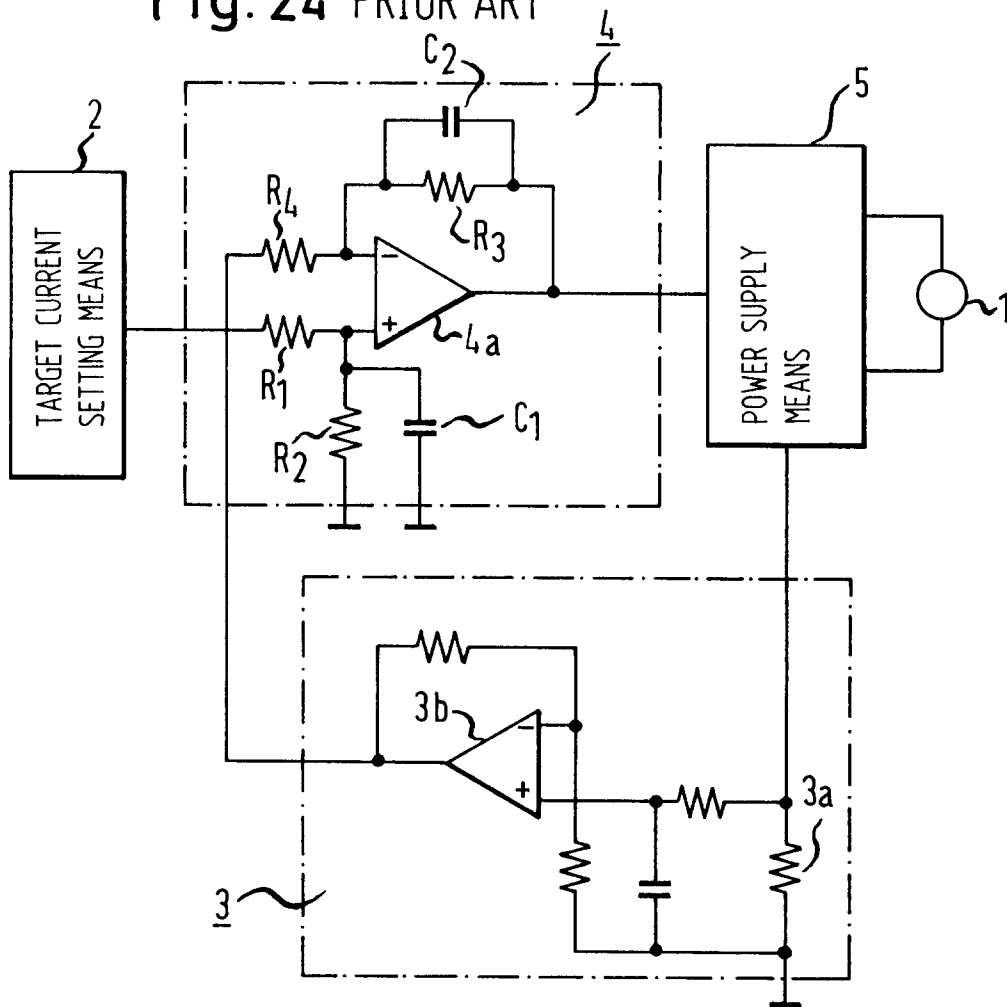 Fig. 24 PRIOR ART
4
C2
5
2
R4
R3
TARGET CURRENT
SETTING MEANS
POWER SUPPLY
MEANS
1
−
+
4a
R1
C1
R2
3b
−
+
3a
3